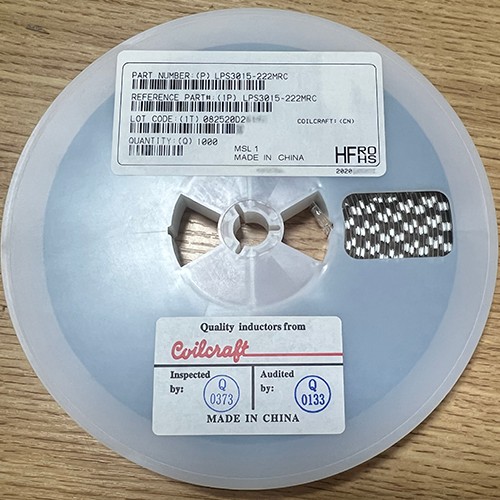 PART NUMBER:(P) LPS3015-222MRC
REFERENCE PART#:(1P) LPS3015-222MRC
LOT CODE:(1T) 082520D2
COILCRAFT:(CN)
QUANTITY:(Q) 1000
MSL 1
MADE IN CHINA
HF ROHS
2020
Quality inductors from
Coilcraft
Inspected by: Q 0373
Audited by: Q 0133
MADE IN CHINA